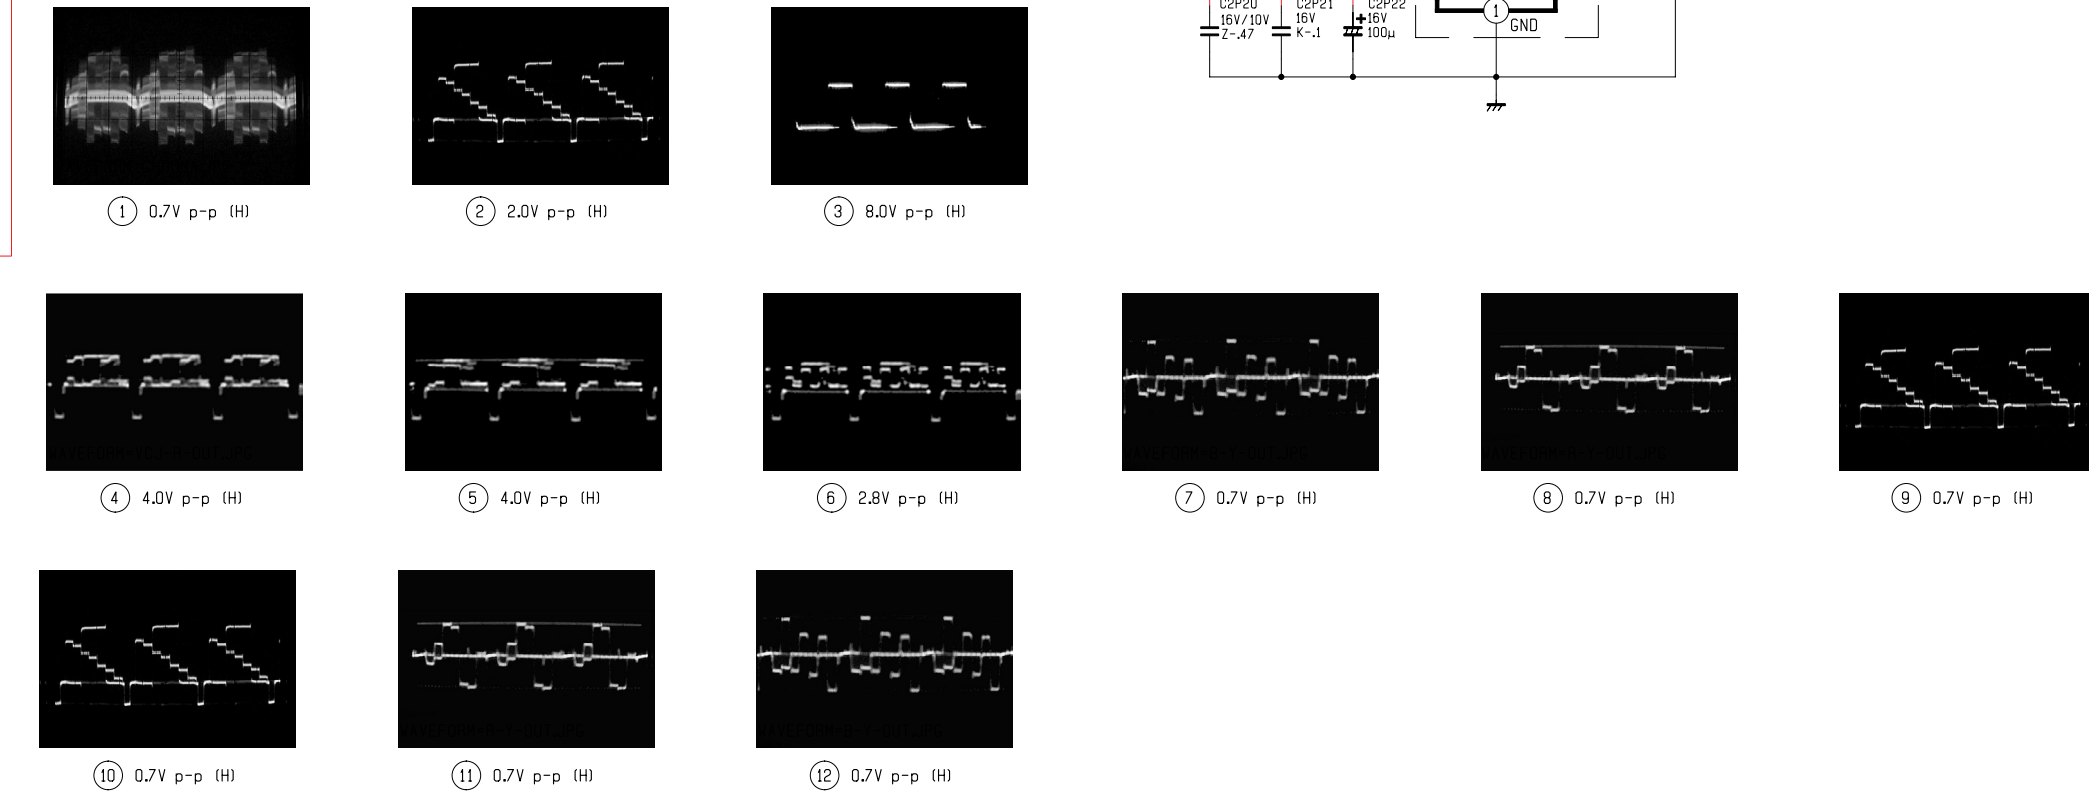 C2P20
16V/10V
Z-.47
C2P21
16V
K-.1
C2P22
+16V
100μ
1
GND
1 0.7V p-p (H)
2 2.0V p-p (H)
3 8.0V p-p (H)
4 4.0V p-p (H)
5 4.0V p-p (H)
6 2.8V p-p (H)
7 0.7V p-p (H)
8 0.7V p-p (H)
9 0.7V p-p (H)
10 0.7V p-p (H)
11 0.7V p-p (H)
12 0.7V p-p (H)